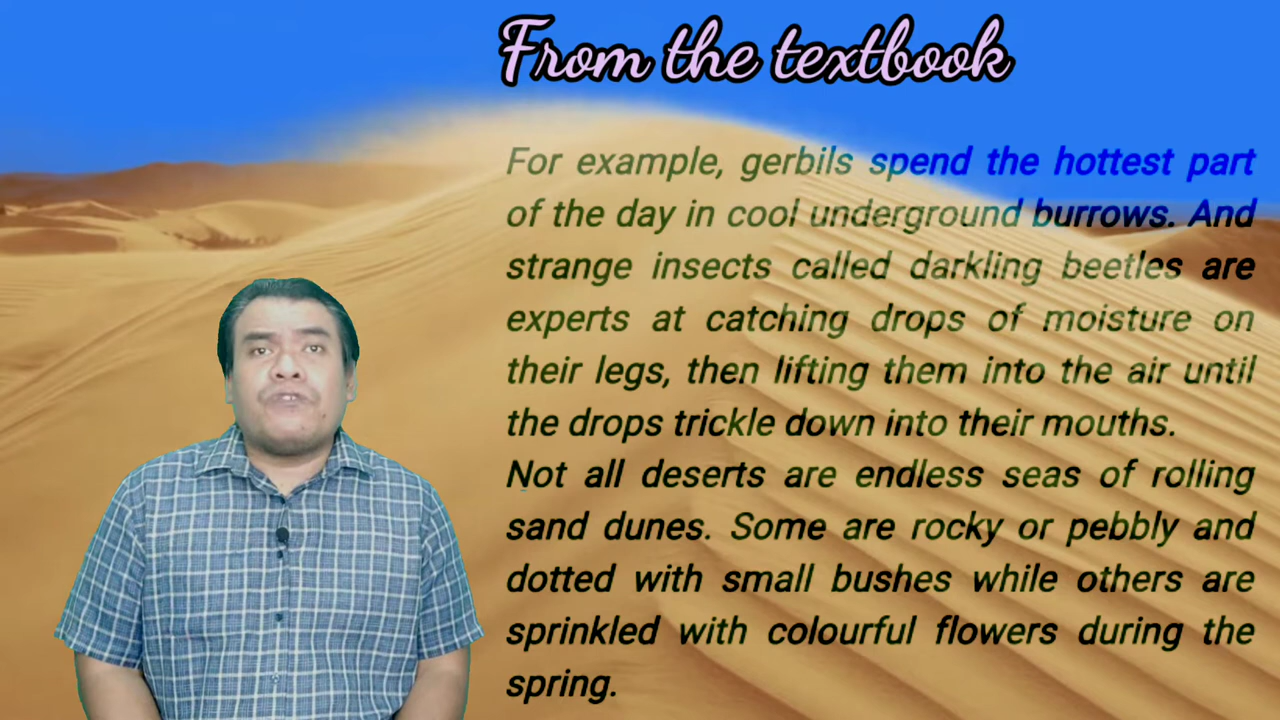 From the textbook
For example, gerbils spend the hottest part
of the day in cool underground burrows. And
strange insects called darkling beetles are
experts at catching drops of moisture on
their legs, then lifting them into the air until
the drops trickle down into their mouths.
Not all deserts are endless seas of rolling
sand dunes. Some are rocky or pebbly and
dotted with small bushes while others are
sprinkled with colourful flowers during the
spring.